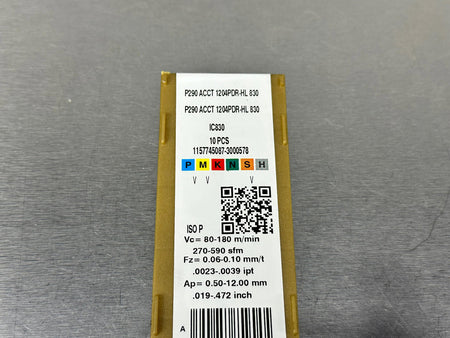 P290 ACCT 1204PDR-HL 830
P290 ACCT 1204PDR-HL 830
IC830
10 PCS
1157745087-3000578
P M K N S H
V V V
ISO P
Vc= 80-180 m/min
270-590 sfm
Fz= 0.06-0.10 mm/t
.0023-.0039 ipt
Ap= 0.50-12.00 mm
.019-.472 inch
A